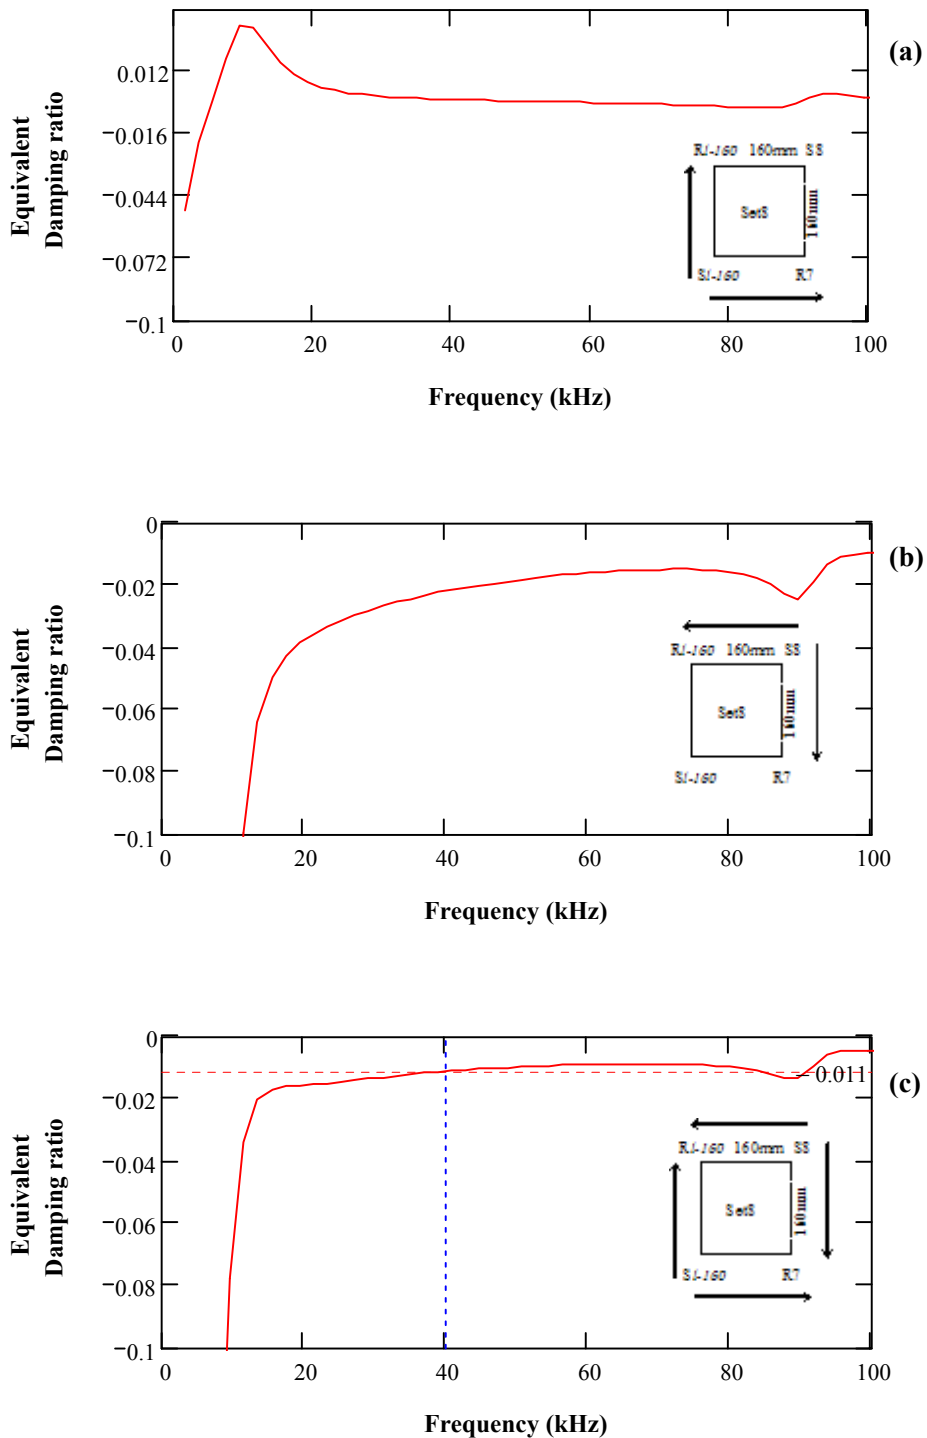 (a)
Equivalent
Damping ratio
0.012
−0.016
−0.044
−0.072
−0.1
0 20 40 60 80 100
Frequency (kHz)
R1-160 160mm S8
SetS
160mm
S1-160 R7
(b)
Equivalent
Damping ratio
0
−0.02
−0.04
−0.06
−0.08
−0.1
0 20 40 60 80 100
Frequency (kHz)
R1-160 160mm S8
SetS
160mm
S1-160 R7
(c)
Equivalent
Damping ratio
0
−0.02
−0.04
−0.06
−0.08
−0.1
− 0.011
0 20 40 60 80 100
Frequency (kHz)
R1-160 160mm S8
SetS
160mm
S1-160 R7